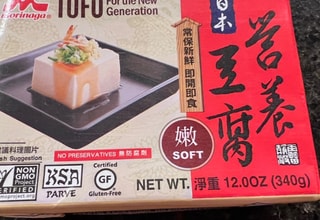 TOFU For the New
Morinaga Generation
日本
營養豆腐
常保新鮮 即開即食
嫩
SOFT
NO PRESERVATIVES 無防腐劑
NON GMO Project VERIFIED
KSA
PARVE
Certified
GF
Gluten-Free
NET WT. 淨重 12.0OZ (340g)